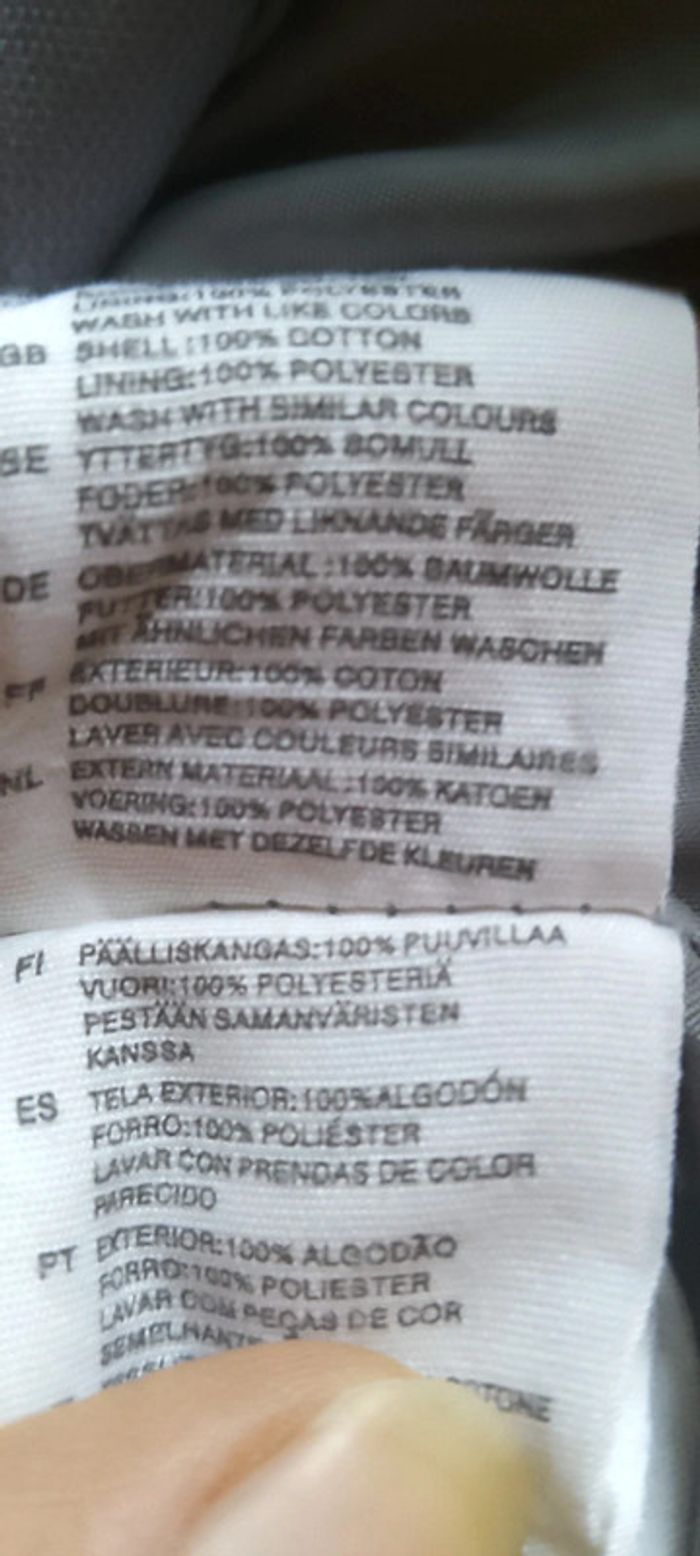 LINING:100% POLYESTER
WASH WITH LIKE COLORS
GB SHELL:100% COTTON
LINING:100% POLYESTER
WASH WITH SIMILAR COLOURS
SE YTTERTYG:100% BOMULL
FODER:100% POLYESTER
TVÄTTAS MED LIKNANDE FÄRGER
DE OBERMATERIAL:100% BAUMWOLLE
FUTTER:100% POLYESTER
MIT ÄHNLICHEN FARBEN WASCHEN
FR EXTERIEUR:100% COTON
DOUBLURE:100% POLYESTER
LAVER AVEC COULEURS SIMILAIRES
NL EXTERN MATERIAAL:100% KATOEN
VOERING:100% POLYESTER
WASSEN MET DEZELFDE KLEUREN
FI PÄÄLLISKANGAS:100% PUUVILLAA
VUORI:100% POLYESTERIÄ
PESTÄÄN SAMANVÄRISTEN
KANSSA
ES TELA EXTERIOR:100%ALGODÓN
FORRO:100% POLIÉSTER
LAVAR CON PRENDAS DE COLOR
PARECIDO
PT EXTERIOR:100% ALGODÃO
FORRO:100% POLIESTER
LAVAR COM PEÇAS DE COR